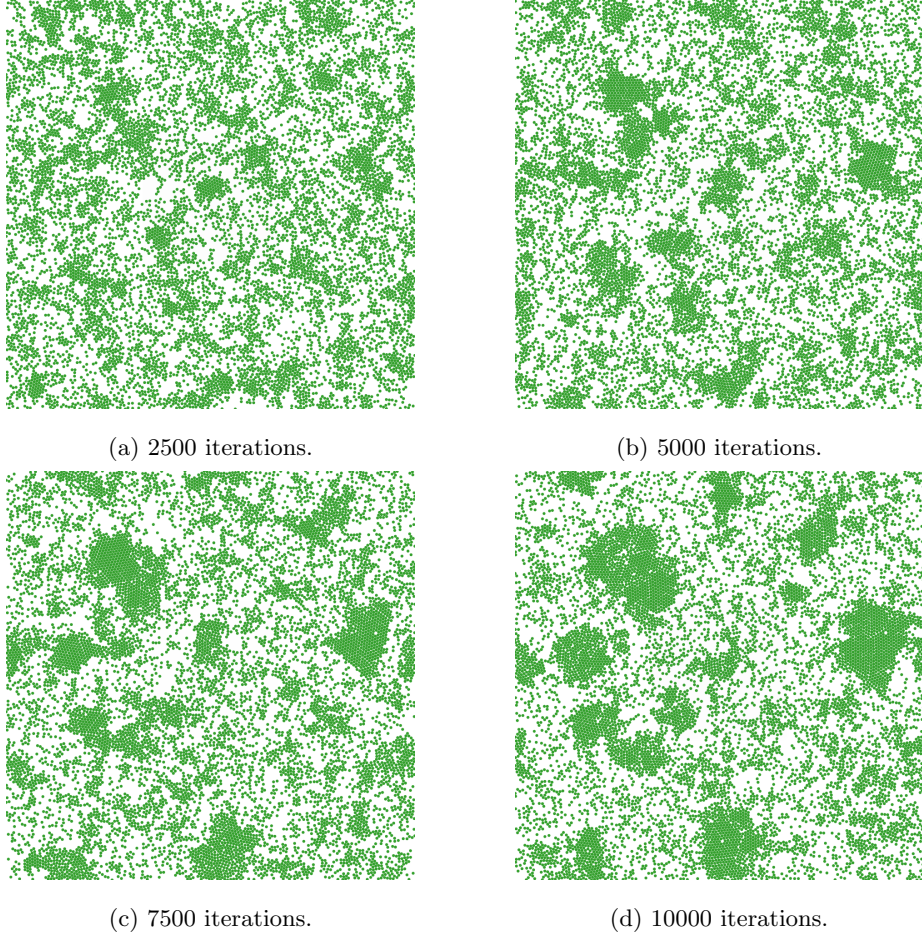 (a) 2500 iterations.
(b) 5000 iterations.
(c) 7500 iterations.
(d) 10000 iterations.